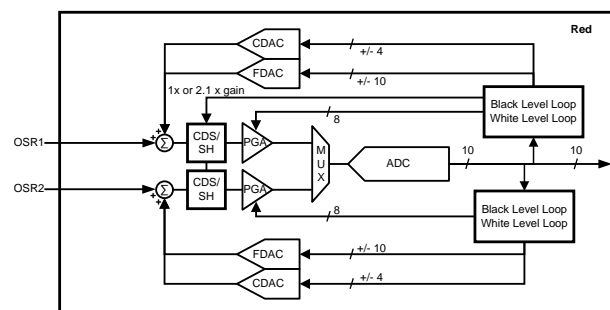 Red
CDAC
+/- 4
FDAC
+/- 10
1x or 2.1 x gain
8
Black Level Loop
White Level Loop
OSR1
+
+
Σ
CDS/
SH
PGA
M
U
X
ADC
10
10
OSR2
+
+
Σ
CDS/
SH
PGA
8
Black Level Loop
White Level Loop
FDAC
+/- 10
CDAC
+/- 4